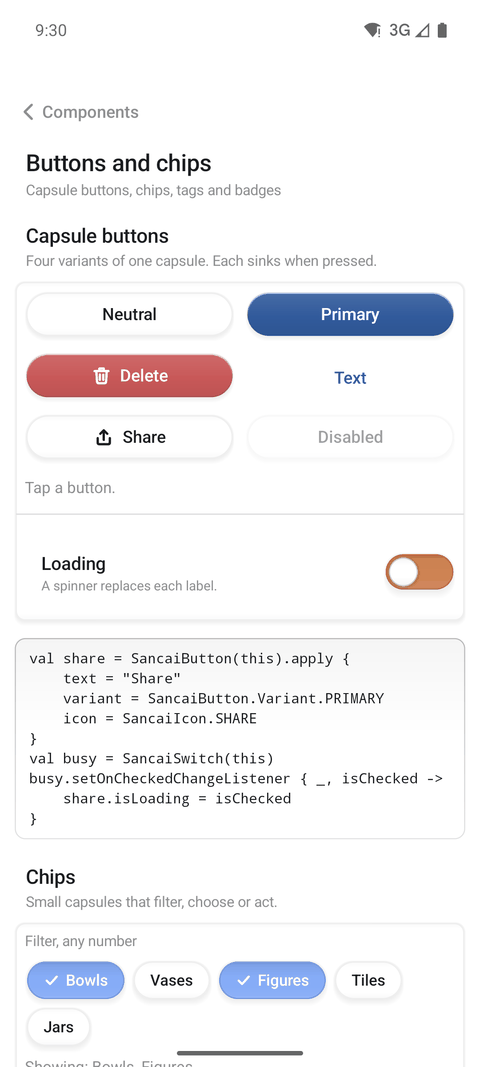 9:30
3G
Components
Buttons and chips
Capsule buttons, chips, tags and badges
Capsule buttons
Four variants of one capsule. Each sinks when pressed.
Neutral
Primary
Delete
Text
Share
Disabled
Tap a button.
Loading
A spinner replaces each label.
val share = SancaiButton(this).apply {
    text = "Share"
    variant = SancaiButton.Variant.PRIMARY
    icon = SancaiIcon.SHARE
}
val busy = SancaiSwitch(this)
busy.setOnCheckedChangeListener { _, isChecked ->
    share.isLoading = isChecked
}
Chips
Small capsules that filter, choose or act.
Filter, any number
Bowls
Vases
Figures
Tiles
Jars
Showing: Bowls, Figures